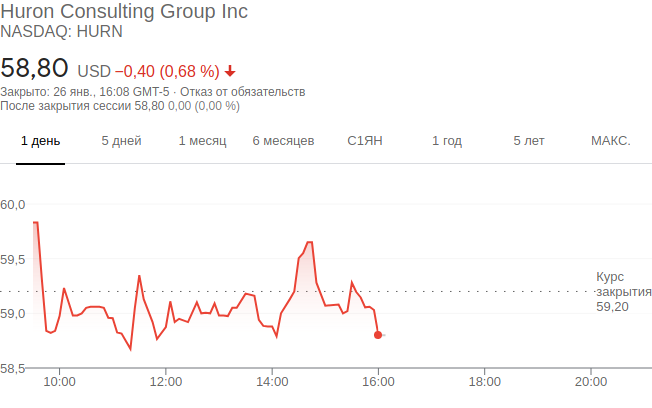 Huron Consulting Group Inc
NASDAQ: HURN
58,80 USD −0,40 (0,68 %)
Закрыто: 26 янв., 16:08 GMT-5 · Отказ от обязательств
После закрытия сессии 58,80 0,00 (0,00 %)
1 день 5 дней 1 месяц 6 месяцев С1ЯН 1 год 5 лет МАКС.
60,0
59,5
Курс
закрытия
59,20
59,0
58,5
10:00 12:00 14:00 16:00 18:00 20:00